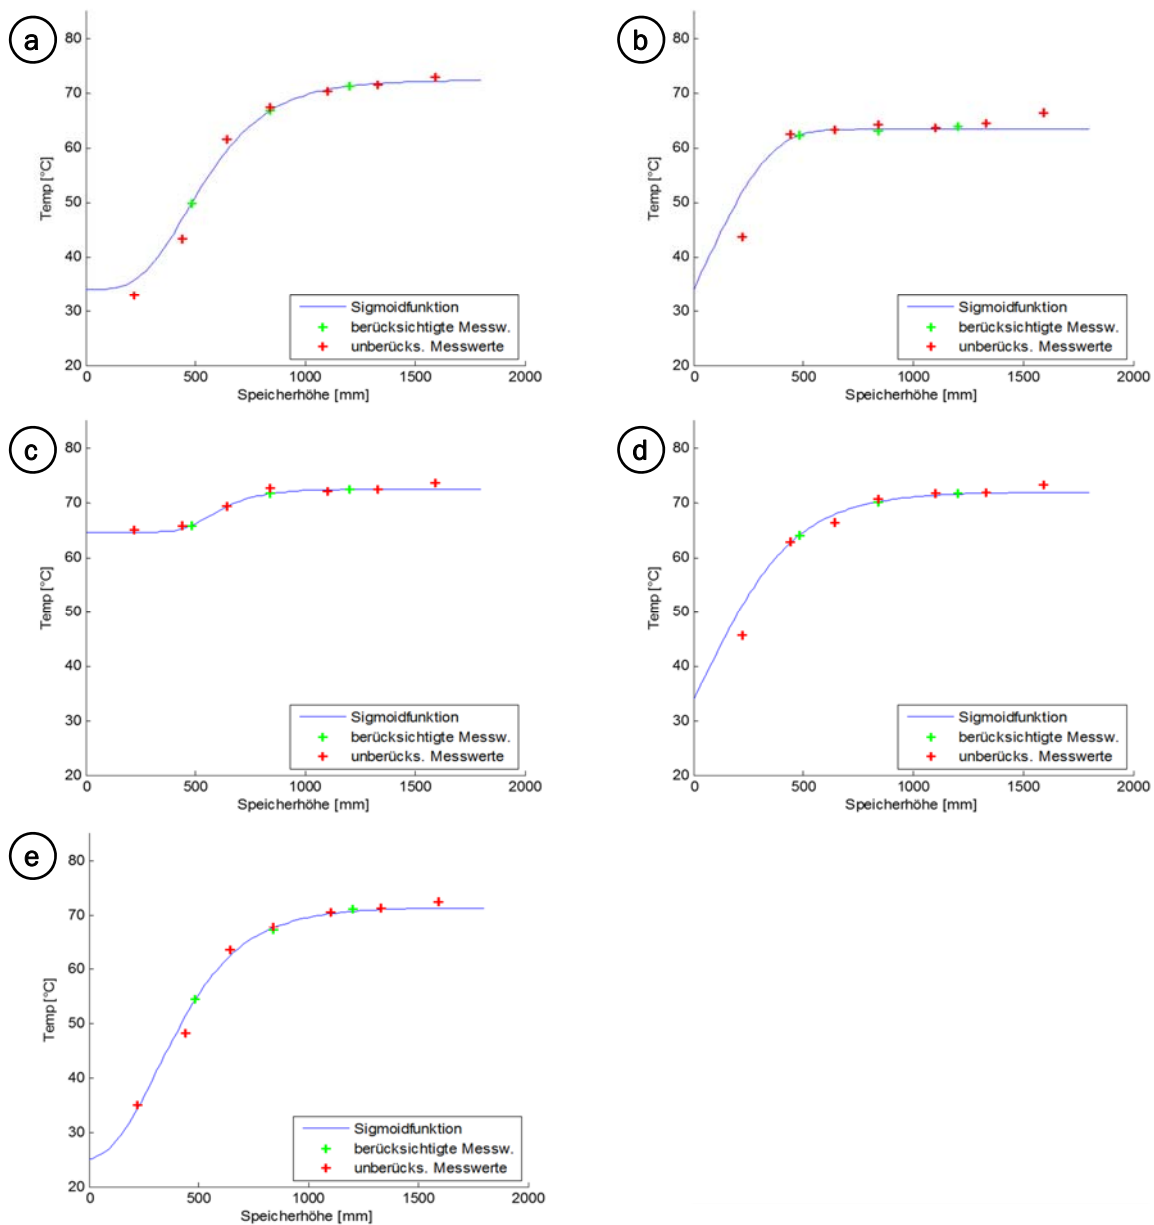 a
80
70
60
50
40
30
20
Temp [°C]
0 500 1000 1500 2000
Speicherhöhe [mm]
Sigmoidfunktion
berücksichtigte Messw.
unberücks. Messwerte
b
80
70
60
50
40
30
20
Temp [°C]
0 500 1000 1500 2000
Speicherhöhe [mm]
Sigmoidfunktion
berücksichtigte Messw.
unberücks. Messwerte
c
80
70
60
50
40
30
20
Temp [°C]
0 500 1000 1500 2000
Speicherhöhe [mm]
Sigmoidfunktion
berücksichtigte Messw.
unberücks. Messwerte
d
80
70
60
50
40
30
20
Temp [°C]
0 500 1000 1500 2000
Speicherhöhe [mm]
Sigmoidfunktion
berücksichtigte Messw.
unberücks. Messwerte
e
80
70
60
50
40
30
20
Temp [°C]
0 500 1000 1500 2000
Speicherhöhe [mm]
Sigmoidfunktion
berücksichtigte Messw.
unberücks. Messwerte